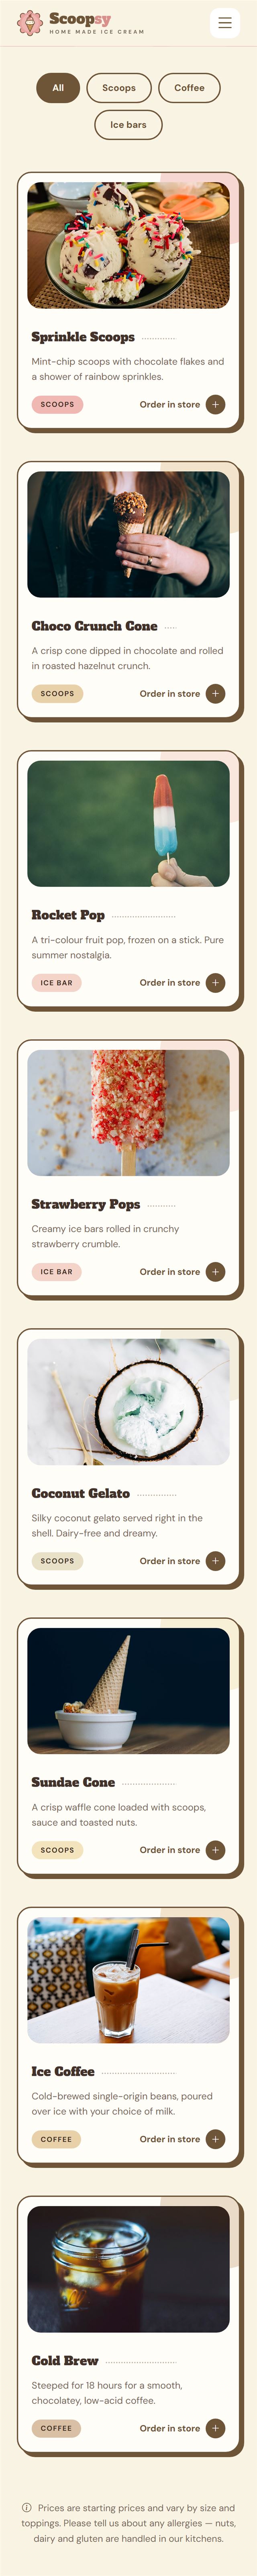 Scoopsy
HOME MADE ICE CREAM
All
Scoops
Coffee
Ice bars
Sprinkle Scoops
Mint-chip scoops with chocolate flakes and
a shower of rainbow sprinkles.
SCOOPS
Order in store
Choco Crunch Cone
A crisp cone dipped in chocolate and rolled
in roasted hazelnut crunch.
SCOOPS
Order in store
Rocket Pop
A tri-colour fruit pop, frozen on a stick. Pure
summer nostalgia.
ICE BAR
Order in store
Strawberry Pops
Creamy ice bars rolled in crunchy
strawberry crumble.
ICE BAR
Order in store
Coconut Gelato
Silky coconut gelato served right in the
shell. Dairy-free and dreamy.
SCOOPS
Order in store
Sundae Cone
A crisp waffle cone loaded with scoops,
sauce and toasted nuts.
SCOOPS
Order in store
Ice Coffee
Cold-brewed single-origin beans, poured
over ice with your choice of milk.
COFFEE
Order in store
Cold Brew
Steeped for 18 hours for a smooth,
chocolatey, low-acid coffee.
COFFEE
Order in store
Prices are starting prices and vary by size and
toppings. Please tell us about any allergies — nuts,
dairy and gluten are handled in our kitchens.